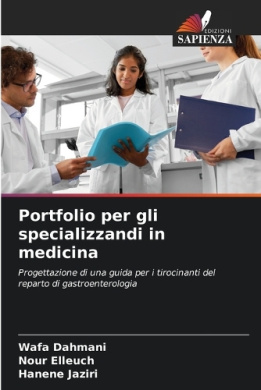 EDIZIONI
SAPIENZA
Portfolio per gli
specializzandi in
medicina
Progettazione di una guida per i tirocinanti del
reparto di gastroenterologia
Wafa Dahmani
Nour Elleuch
Hanene Jaziri